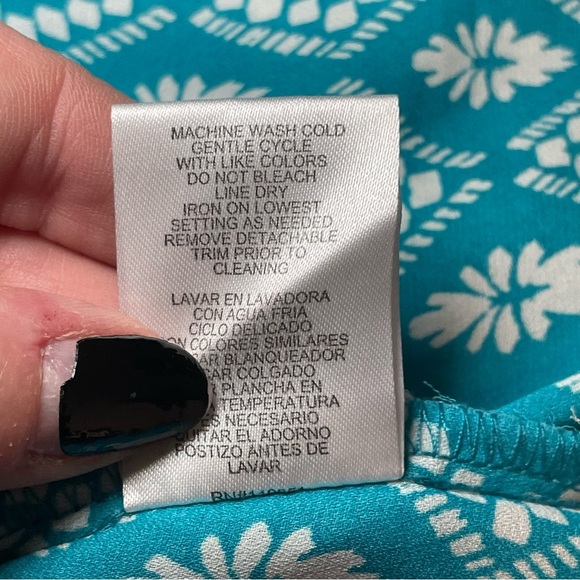 MACHINE WASH COLD
GENTLE CYCLE
WITH LIKE COLORS
DO NOT BLEACH
LINE DRY
IRON ON LOWEST
SETTING AS NEEDED
REMOVE DETACHABLE
TRIM PRIOR TO
CLEANING
LAVAR EN LAVADORA
CON AGUA FRIA
CICLO DELICADO
COLORES SIMILARES
BLANQUEADOR
COLGADO
PLANCHA EN
TEMPERATURA
NECESARIO
QUITAR EL ADORNO
POSTIZO ANTES DE
LAVAR